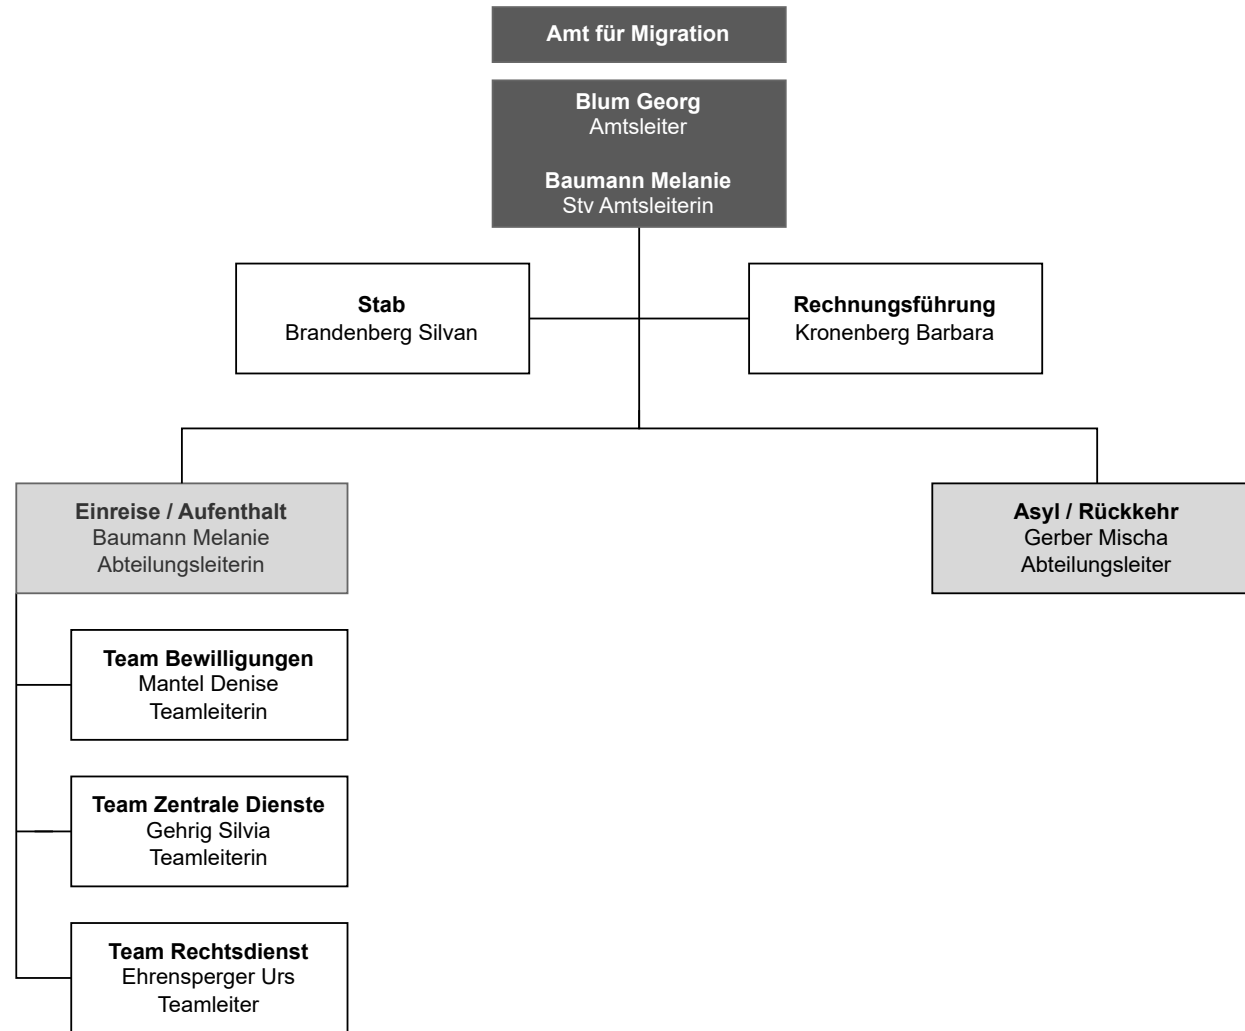 Amt für Migration
Blum Georg
Amtsleiter
Baumann Melanie
Stv Amtsleiterin
Stab
Brandenberg Silvan
Rechnungsführung
Kronenberg Barbara
Einreise / Aufenthalt
Baumann Melanie
Abteilungsleiterin
Asyl / Rückkehr
Gerber Mischa
Abteilungsleiter
Team Bewilligungen
Mantel Denise
Teamleiterin
Team Zentrale Dienste
Gehrig Silvia
Teamleiterin
Team Rechtsdienst
Ehrensperger Urs
Teamleiter